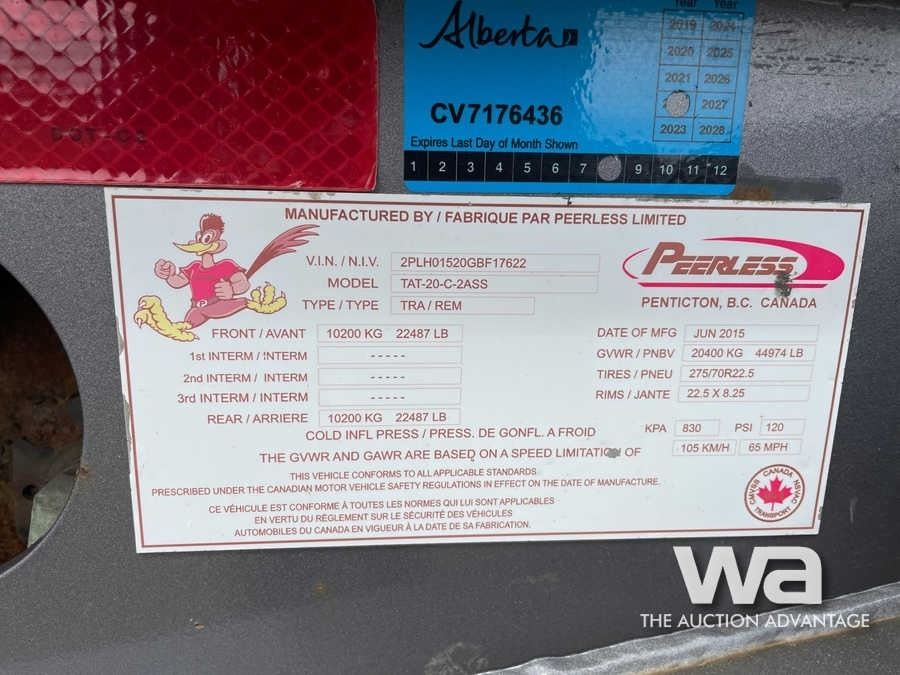 DOT-C2
Year Year
2019 2024
2020 2025
2021 2026
2027
2023 2028
Alberta
CV7176436
Expires Last Day of Month Shown
1 2 3 4 5 6 7 9 10 11 12
MANUFACTURED BY / FABRIQUE PAR PEERLESS LIMITED
V.I.N. / N.I.V. 2PLH01520GBF17622
MODEL TAT-20-C-2ASS
TYPE / TYPE TRA / REM
PEERLESS
PENTICTON, B.C. CANADA
P
FRONT / AVANT 10200 KG 22487 LB
1st INTERM / INTERM - - - - -
2nd INTERM / INTERM - - - - -
3rd INTERM / INTERM - - - - -
REAR / ARRIERE 10200 KG 22487 LB
DATE OF MFG JUN 2015
GVWR / PNBV 20400 KG 44974 LB
TIRES / PNEU 275/70R22.5
RIMS / JANTE 22.5 X 8.25
COLD INFL PRESS / PRESS. DE GONFL. A FROID KPA 830 PSI 120
THE GVWR AND GAWR ARE BASED ON A SPEED LIMITATION OF 105 KM/H 65 MPH
THIS VEHICLE CONFORMS TO ALL APPLICABLE STANDARDS
PRESCRIBED UNDER THE CANADIAN MOTOR VEHICLE SAFETY REGULATIONS IN EFFECT ON THE DATE OF MANUFACTURE.
CE VÉHICULE EST CONFORME À TOUTES LES NORMES QUI LUI SONT APPLICABLES
EN VERTU DU RÈGLEMENT SUR LE SÉCURITÉ DES VÉHICULES
AUTOMOBILES DU CANADA EN VIGUEUR À LA DATE DE SA FABRICATION.
CMVSS CANADA NSVAC
TRANSPORT
wa
THE AUCTION ADVANTAGE